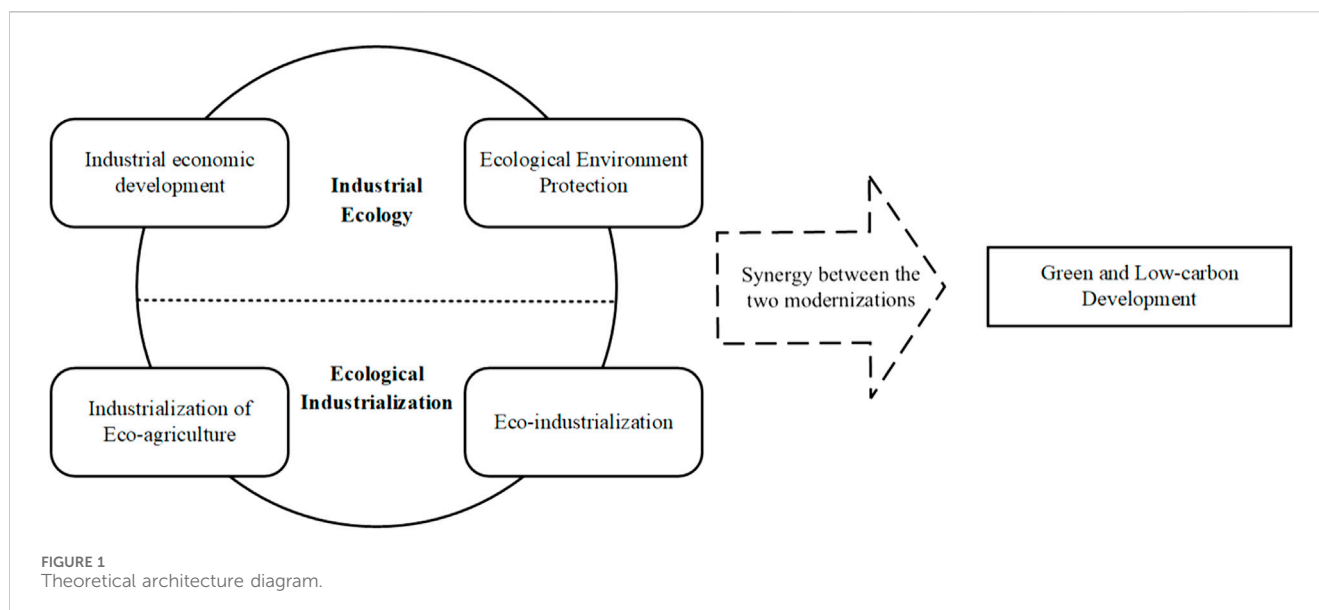 Industrial economic
development
Industrial
Ecology
Ecological Environment
Protection
Industrialization of
Eco-agriculture
Ecological
Industrialization
Eco-industrialization
Synergy between the
two modernizations
Green and Low-carbon
Development
FIGURE 1
Theoretical architecture diagram.